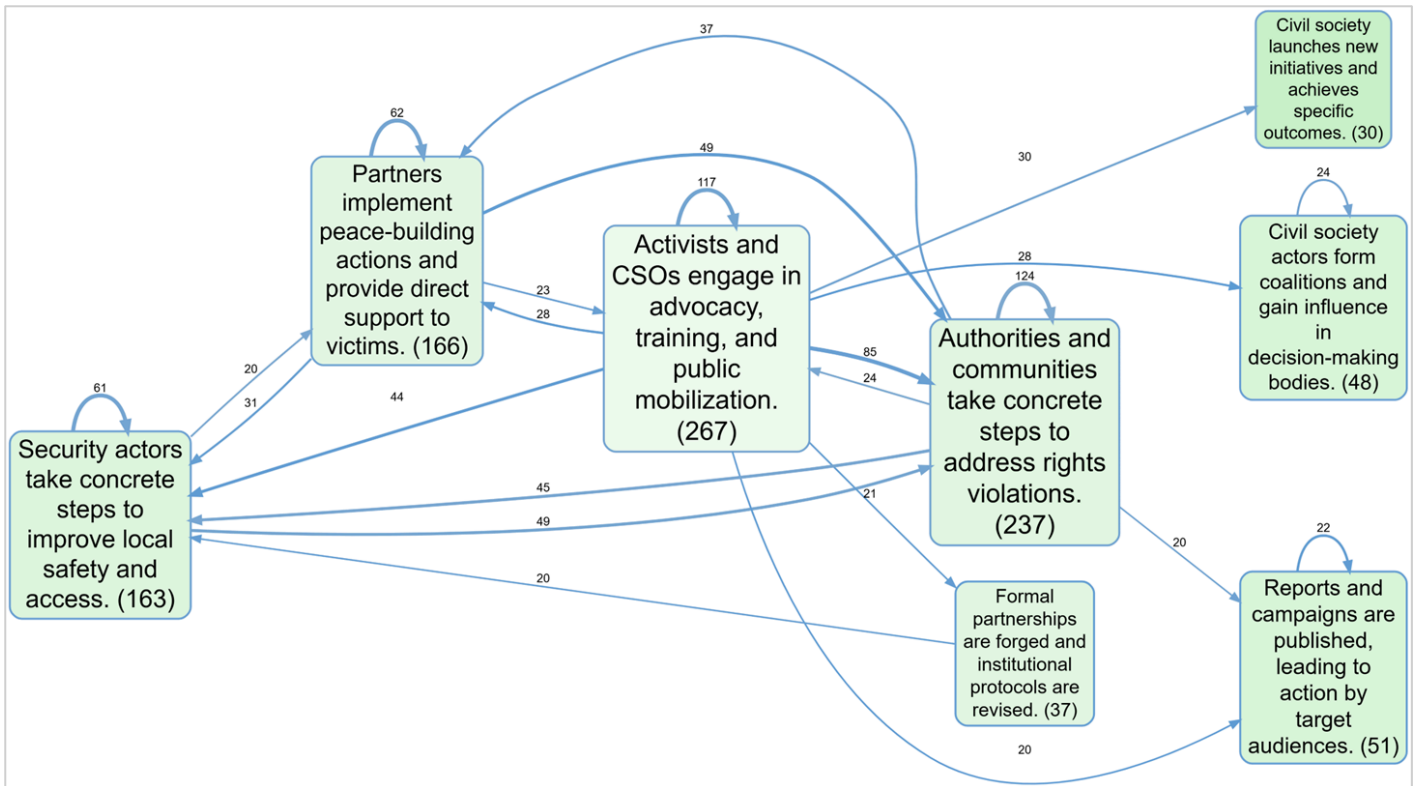 37
Civil society
launches new
initiatives and
achieves
specific
outcomes. (30)
62
Partners
implement
peace-building
actions and
provide direct
support to
victims. (166)
49
30
117
Activists and
CSOs engage in
advocacy,
training, and
public
mobilization.
(267)
24
Civil society
actors form
coalitions and
gain influence
in
decision-making
bodies. (48)
28
23
28
124
Authorities and
communities
take concrete
steps to
address rights
violations.
(237)
85
24
20
31
44
61
Security actors
take concrete
steps to
improve local
safety and
access. (163)
45
49
21
20
20
22
Reports and
campaigns are
published,
leading to
action by
target
audiences. (51)
Formal
partnerships
are forged and
institutional
protocols are
revised. (37)
20